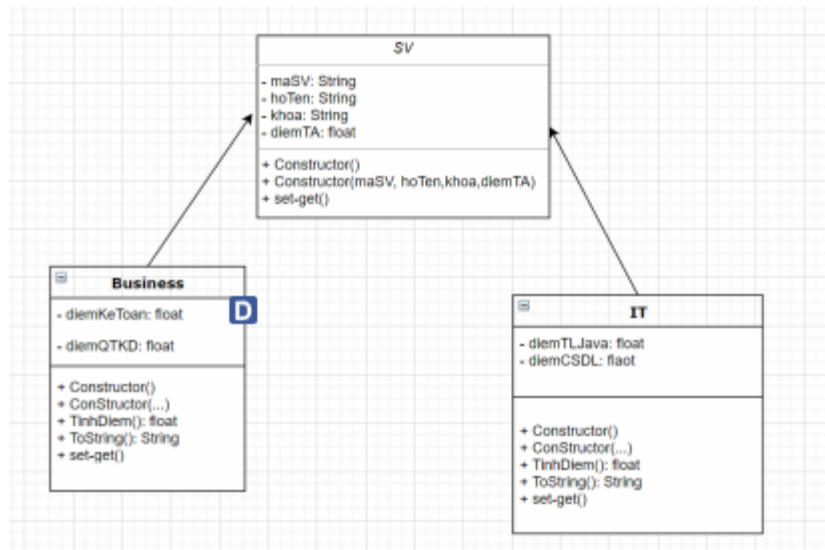 SV
- maSV: String
- hoTen: String
- khoa: String
- diemTA: float
+ Constructor()
+ Constructor(maSV, hoTen,khoa,diemTA)
+ set-get()
Business
- diemKeToan: float
D
- diemQTKD: float
+ Constructor()
+ ConStructor(...)
+ TinhDiem(): float
+ ToString(): String
+ set-get()
IT
- diemTLJava: float
- diemCSDL: flaot
+ Constructor()
+ ConStructor(...)
+ TinhDiem(): float
+ ToString(): String
+ set-get()